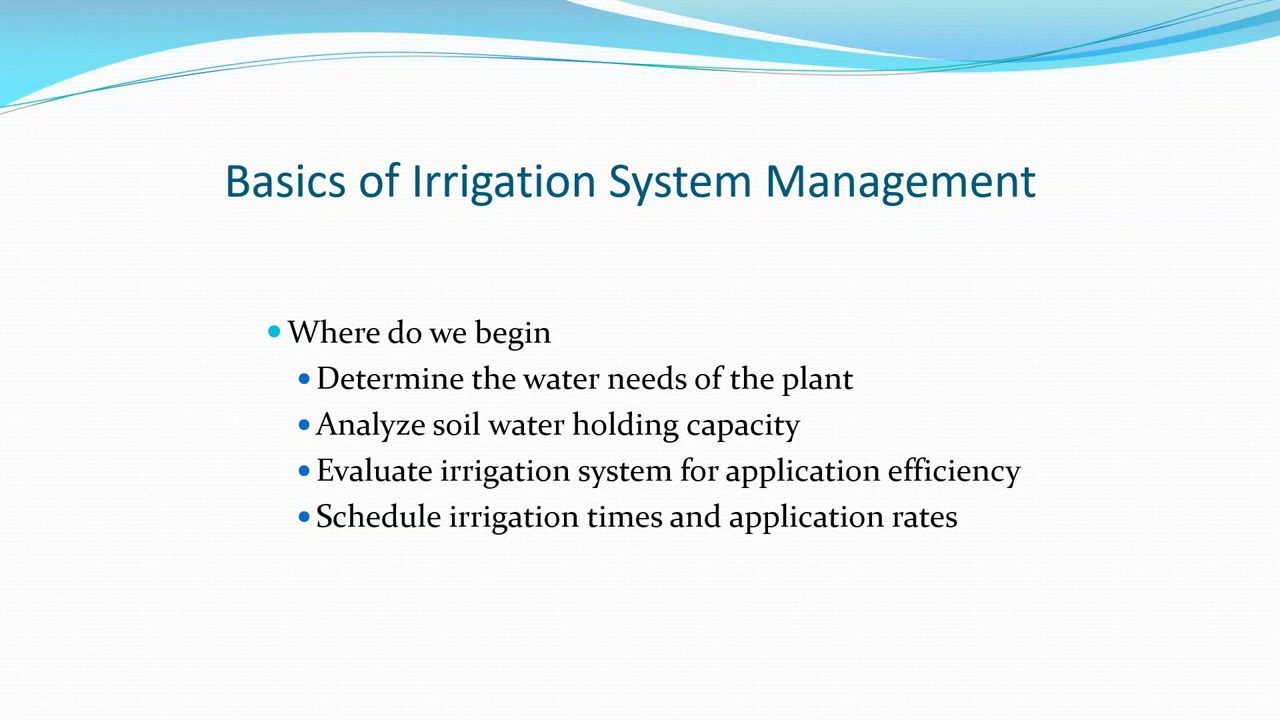 Basics of Irrigation System Management
Where do we begin
Determine the water needs of the plant
Analyze soil water holding capacity
Evaluate irrigation system for application efficiency
Schedule irrigation times and application rates